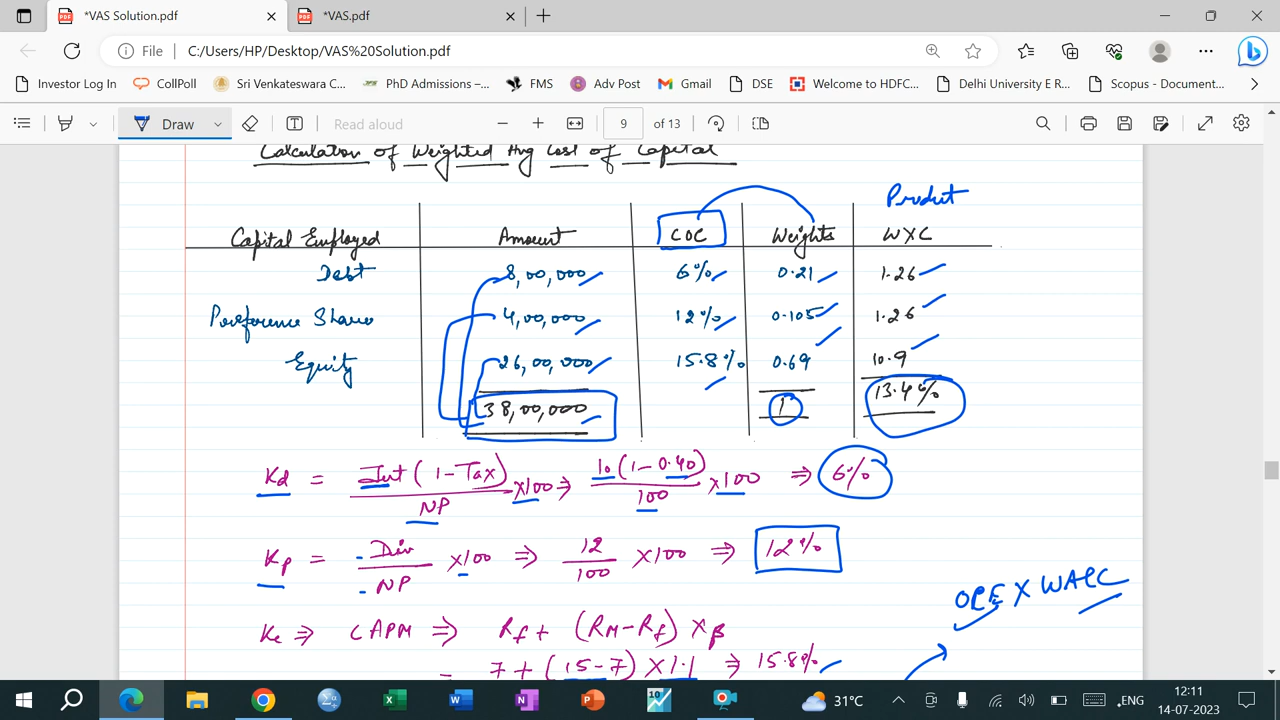 *VAS Solution.pdf
*VAS.pdf
File C:/Users/HP/Desktop/VAS%20Solution.pdf
Investor Log In CollPoll Sri Venkateswara C... PhD Admissions –... FMS Adv Post Gmail DSE Welcome to HDFC... Delhi University E R... Scopus - Document...
Draw Read aloud 9 of 13
Calculation of Weighted Avg Cost of Capital
Product
Capital Employed Amount COC Weights WXC
Debt 8,00,000 6% 0.21 1.26
Preference Shares 4,00,000 12% 0.105 1.26
Equity 26,00,000 15.8% 0.69 10.9
38,00,000 1 13.4%
Kd = Int (1-Tax) / NP ×100 ⇒ 10(1-0.40) / 100 ×100 ⇒ 6%
Kp = Div / NP ×100 ⇒ 12 / 100 ×100 ⇒ 12%
OCE × WACC
Ke ⇒ CAPM ⇒ Rf + (RM-Rf) × β
= 7 + (15-7) × 1.1 ⇒ 15.8%
31°C ENG 12:11
14-07-2023